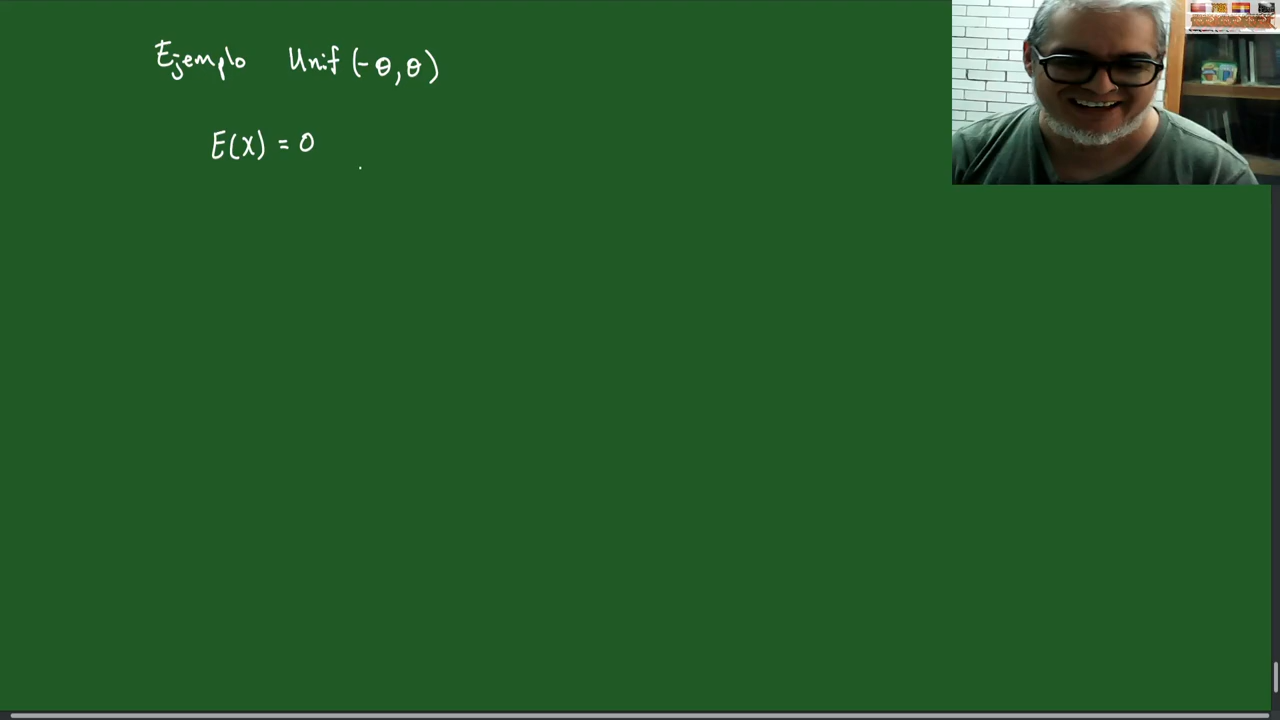 Ejemplo Unif (-θ, θ)
E(X) = 0